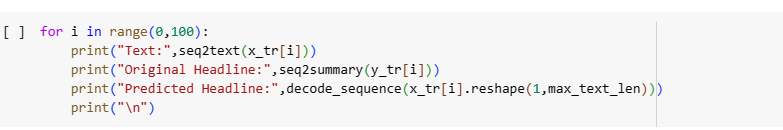 [ ] for i in range(0,100):
print("Text:",seq2text(x_tr[i]))
print("Original Headline:",seq2summary(y_tr[i]))
print("Predicted Headline:",decode_sequence(x_tr[i].reshape(1,max_text_len)))
print("\n")